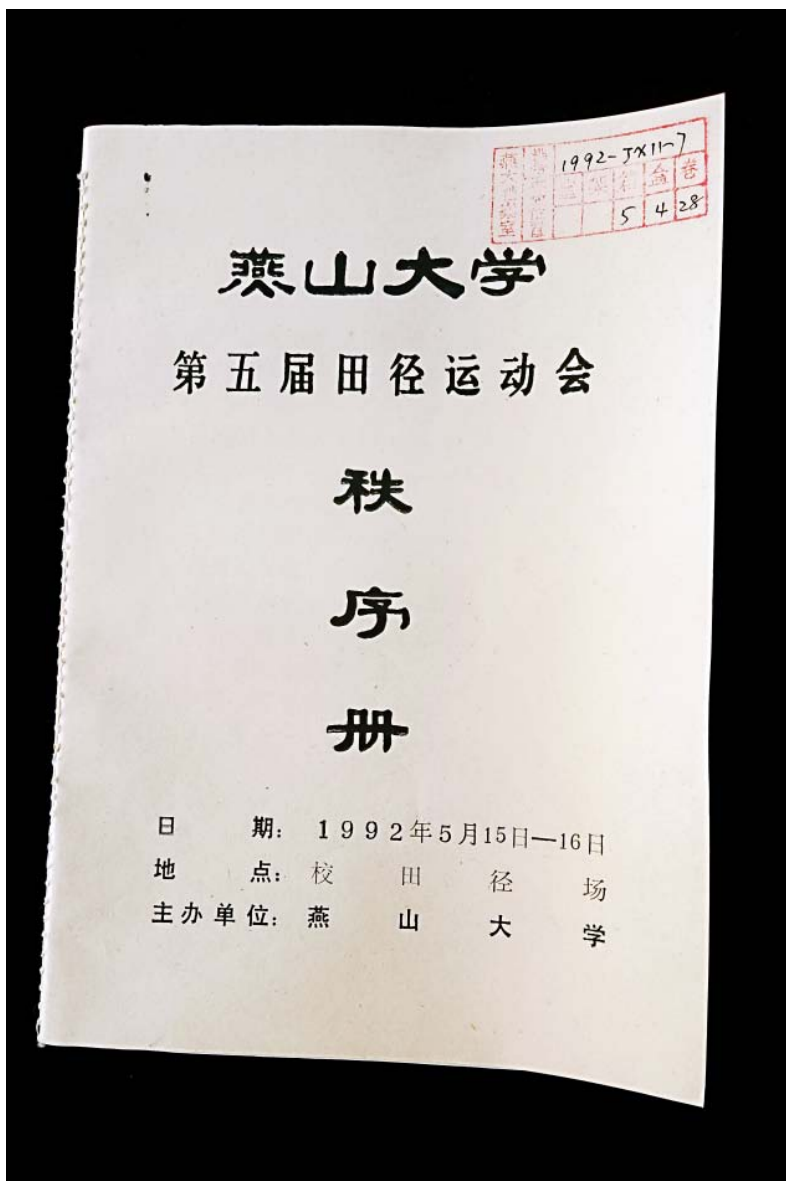 1992-JX11-7
5 4 28
燕山大学
第五届田径运动会
秩
序
册
日 期：1992年5月15日—16日
地 点：校 田 径 场
主办单位：燕 山 大 学